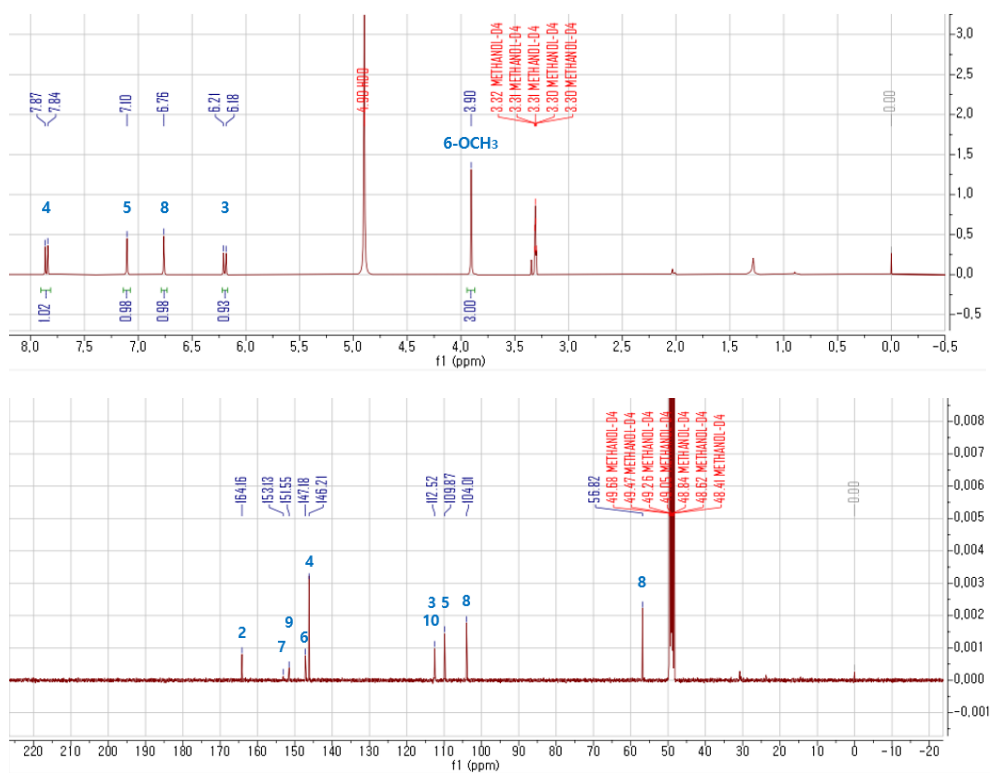 7.87
7.84
7.10
6.76
6.21
6.18
4.90 HDO
3.90
3.32 METHANOL-D4
3.31 METHANOL-D4
3.31 METHANOL-D4
3.30 METHANOL-D4
3.30 METHANOL-D4
0.00
6-OCH3
4
5
8
3
1.02
0.98
0.98
0.93
3.00
3,0
2,5
2,0
1,5
1,0
0,5
0,0
-0,5
8,0 7,5 7,0 6,5 6,0 5,5 5,0 4,5 4,0 3,5 3,0 2,5 2,0 1,5 1,0 0,5 0,0 -0,5
f1 (ppm)
164.16
153.13
151.55
147.18
146.21
112.52
109.87
104.01
56.82
49.68 METHANOL-D4
49.47 METHANOL-D4
49.26 METHANOL-D4
49.05 METHANOL-D4
48.84 METHANOL-D4
48.62 METHANOL-D4
48.41 METHANOL-D4
0.00
2
7
9
6
4
3 5 8
10
8
0,008
0,007
0,006
0,005
0,004
0,003
0,002
0,001
0,000
-0,001
220 210 200 190 180 170 160 150 140 130 120 110 100 90 80 70 60 50 40 30 20 10 0 -10 -20
f1 (ppm)